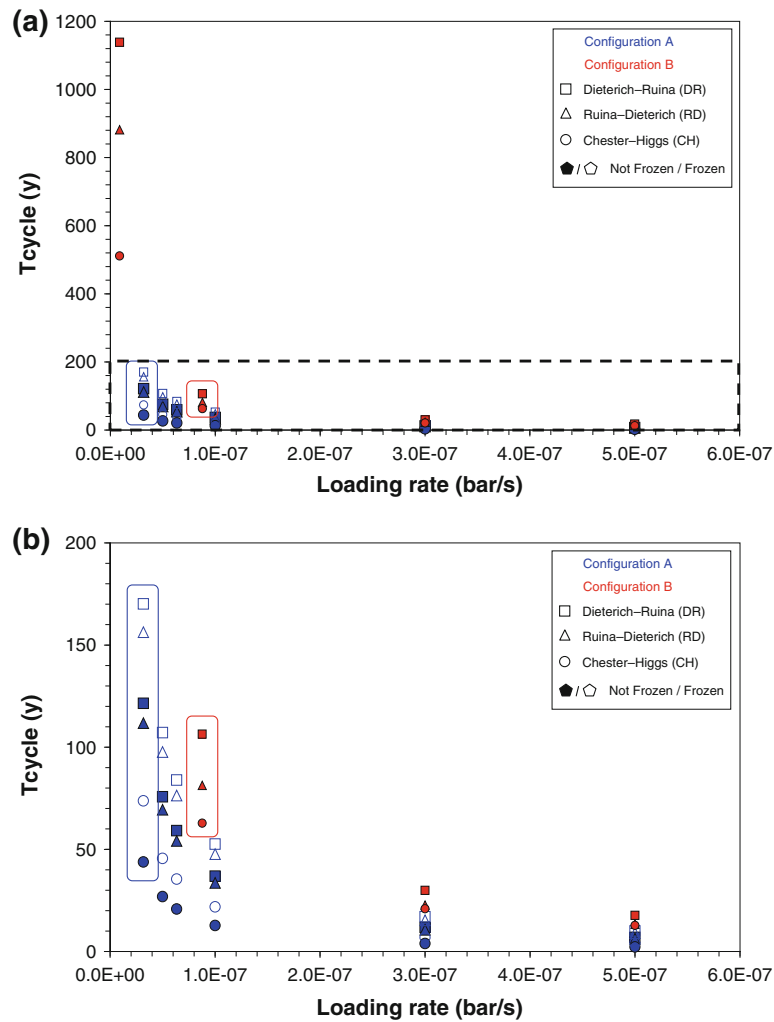 (a)
1200
1000
800
600
400
200
0
Tcycle (y)
Configuration A
Configuration B
Dieterich–Ruina (DR)
Ruina–Dieterich (RD)
Chester–Higgs (CH)
/ Not Frozen / Frozen
0.0E+00 1.0E-07 2.0E-07 3.0E-07 4.0E-07 5.0E-07 6.0E-07
Loading rate (bar/s)
(b)
200
150
100
50
0
Tcycle (y)
Configuration A
Configuration B
Dieterich–Ruina (DR)
Ruina–Dieterich (RD)
Chester–Higgs (CH)
/ Not Frozen / Frozen
0.0E+00 1.0E-07 2.0E-07 3.0E-07 4.0E-07 5.0E-07 6.0E-07
Loading rate (bar/s)